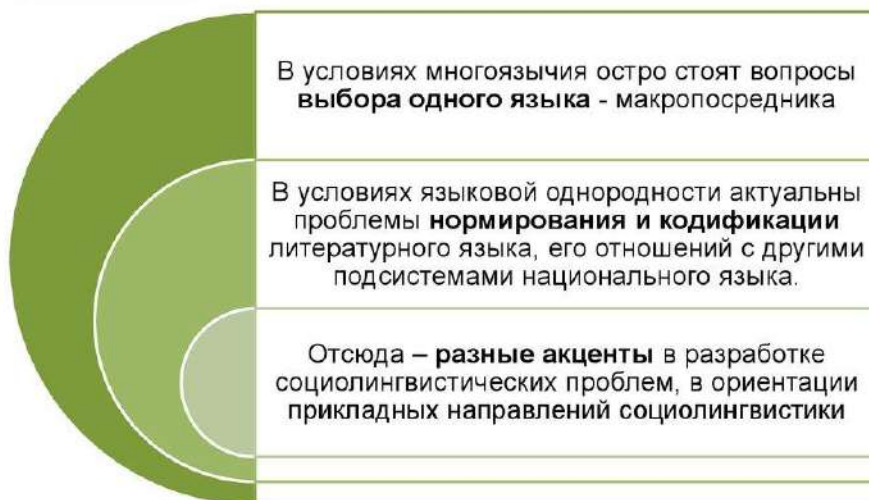 В условиях многоязычия остро стоят вопросы
выбора одного языка - макропосредника
В условиях языковой однородности актуальны
проблемы нормирования и кодификации
литературного языка, его отношений с другими
подсистемами национального языка.
Отсюда – разные акценты в разработке
социолингвистических проблем, в ориентации
прикладных направлений социолингвистики